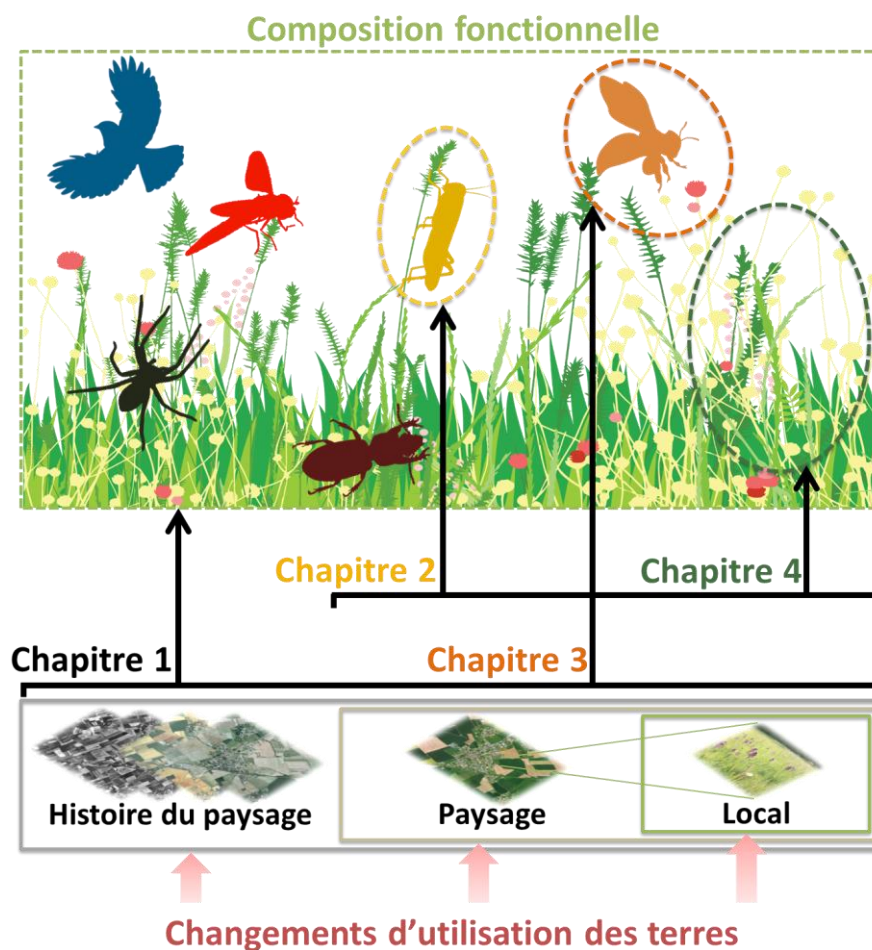 Composition fonctionnelle
Chapitre 2
Chapitre 4
Chapitre 1
Chapitre 3
Histoire du paysage
Paysage
Local
Changements d'utilisation des terres